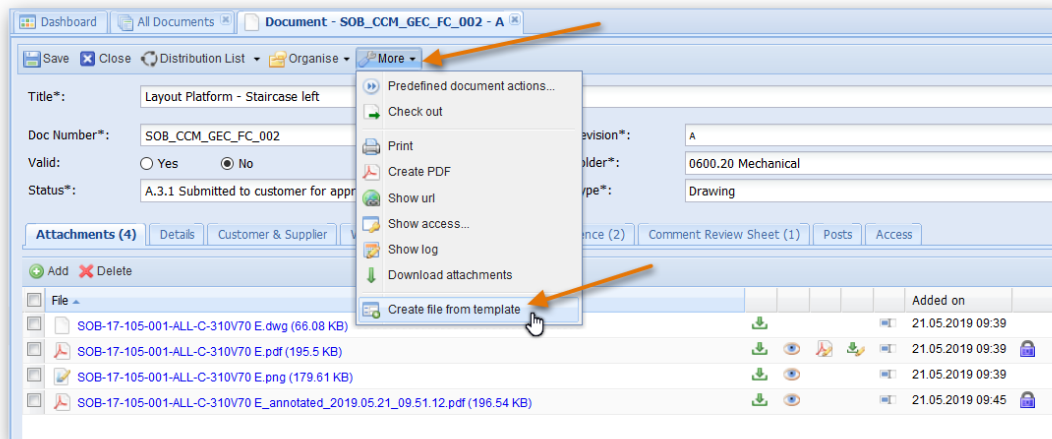 Dashboard All Documents Document - SOB_CCM_GEC_FC_002 - A
Save Close Distribution List Organise More
Title*: Layout Platform - Staircase left
Predefined document actions...
Check out
Doc Number*: SOB_CCM_GEC_FC_002 evision*: A
Print
Valid: Yes No older*: 0600.20 Mechanical
Create PDF
Status*: A.3.1 Submitted to customer for appr ype*: Drawing
Show url
Show access...
Attachments (4) Details Customer & Supplier ence (2) Comment Review Sheet (1) Posts Access
Show log
Add Delete
Download attachments
File Added on
Create file from template
SOB-17-105-001-ALL-C-310V70 E.dwg (66.08 KB) 21.05.2019 09:39
SOB-17-105-001-ALL-C-310V70 E.pdf (195.5 KB) 21.05.2019 09:39
SOB-17-105-001-ALL-C-310V70 E.png (179.61 KB) 21.05.2019 09:39
SOB-17-105-001-ALL-C-310V70 E_annotated_2019.05.21_09.51.12.pdf (196.54 KB) 21.05.2019 09:45